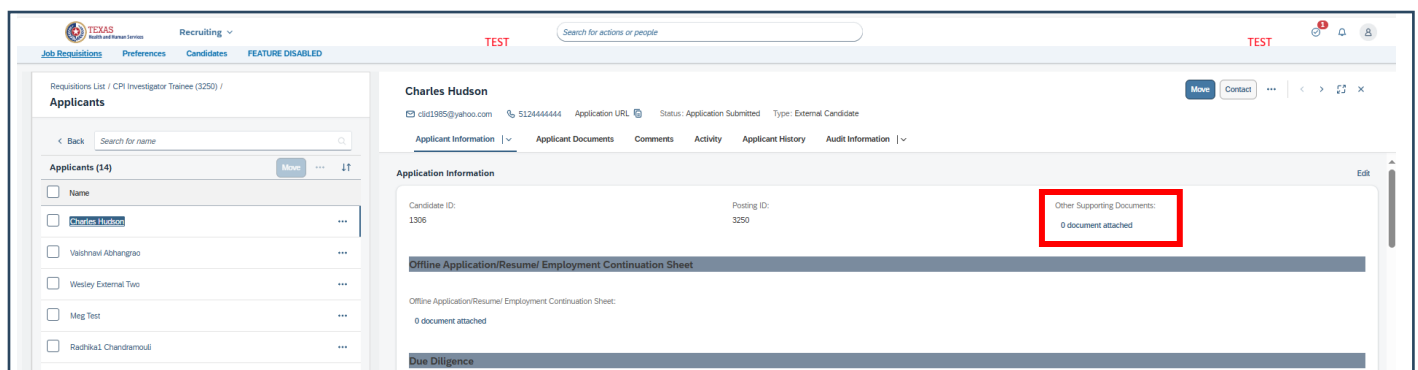 TEXAS
Health and Human Services
Recruiting
TEST
Search for actions or people
TEST
1
Job Requisitions Preferences Candidates FEATURE DISABLED
Requisitions List / CPI Investigator Trainee (3250) /
Applicants
Back Search for name
Applicants (14) Move
Name
Charles Hudson
Vaishnavi Abhangrao
Wesley External Two
Meg Test
Radhika1 Chandramouli
Charles Hudson
Move Contact
clid1985@yahoo.com 5124444444 Application URL Status: Application Submitted Type: External Candidate
Applicant Information Applicant Documents Comments Activity Applicant History Audit Information
Application Information Edit
Candidate ID: Posting ID: Other Supporting Documents:
1306 3250 0 document attached
Offline Application/Resume/ Employment Continuation Sheet
Offline Application/Resume/ Employment Continuation Sheet:
0 document attached
Due Diligence